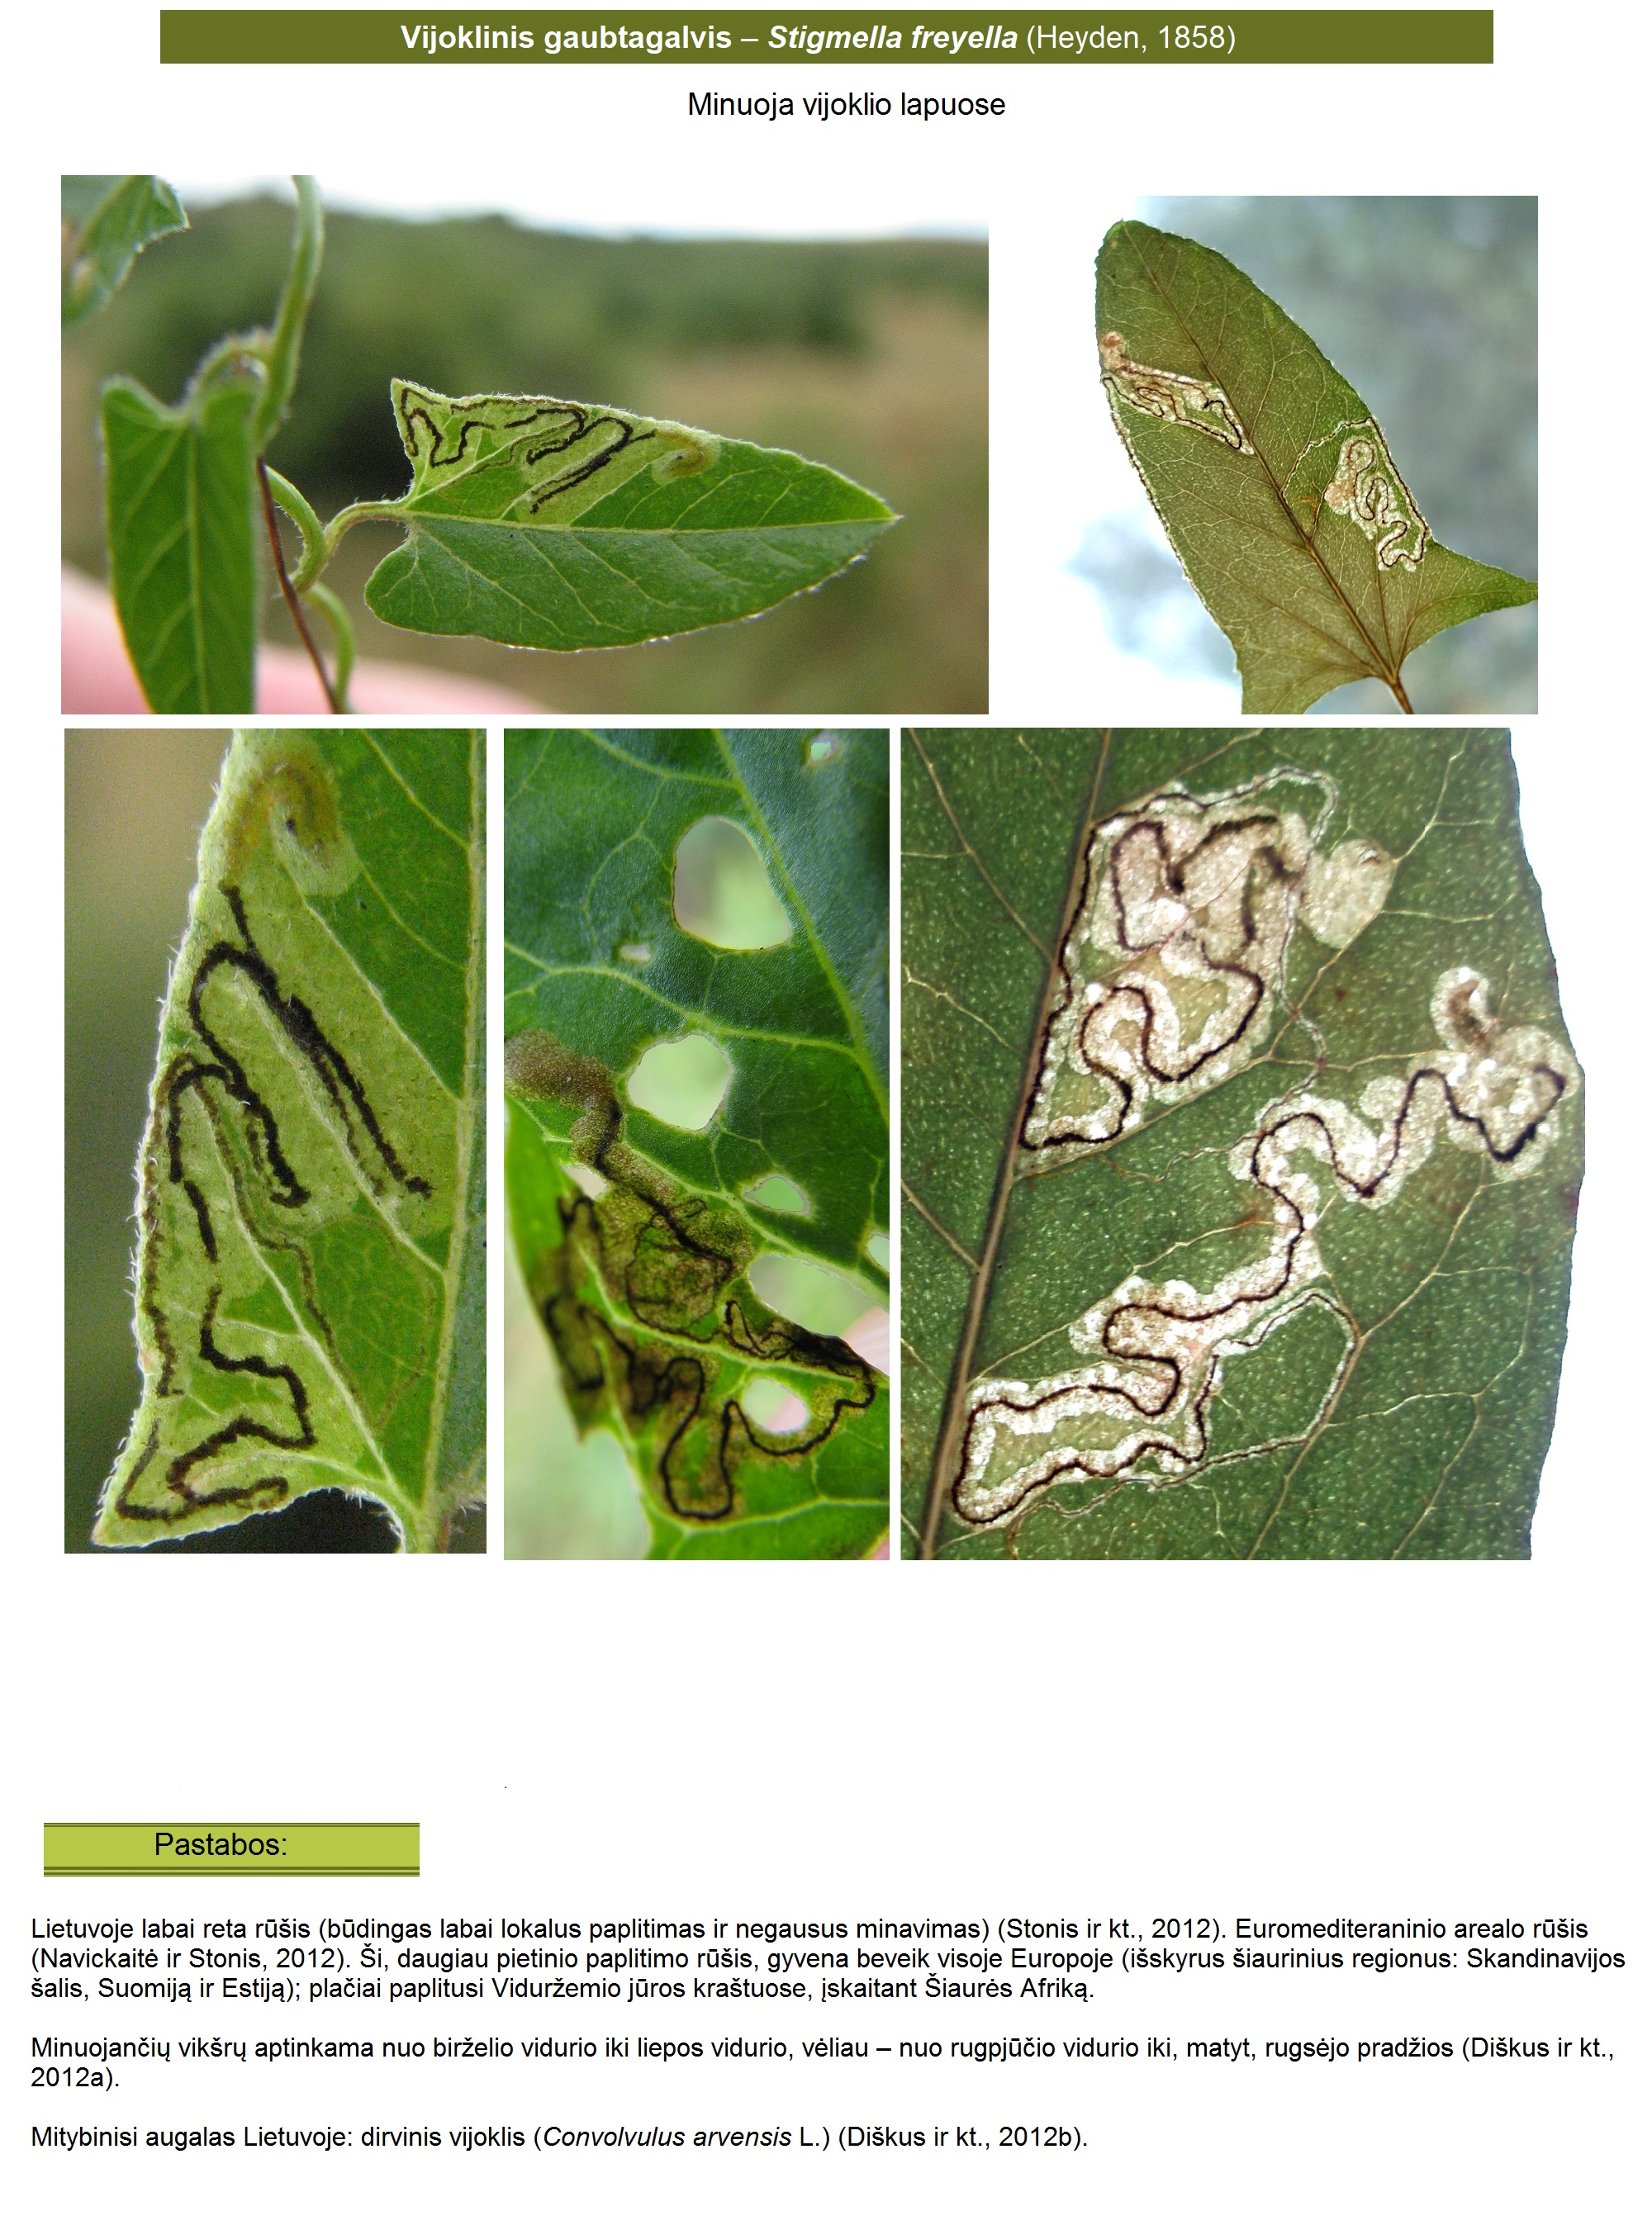 Vijoklinis gaubtagalvis – Stigmella freyella (Heyden, 1858)
Minuoja vijoklio lapuose
Pastabos:
Lietuvoje labai reta rūšis (būdingas labai lokalus paplitimas ir negausus minavimas) (Stonis ir kt., 2012). Euromediteraninio arealo rūšis
(Navickaitė ir Stonis, 2012). Ši, daugiau pietinio paplitimo rūšis, gyvena beveik visoje Europoje (išskyrus šiaurinius regionus: Skandinavijos
šalis, Suomiją ir Estiją); plačiai paplitusi Viduržemio jūros kraštuose, įskaitant Šiaurės Afriką.
Minuojančių vikšrų aptinkama nuo birželio vidurio iki liepos vidurio, vėliau – nuo rugpjūčio vidurio iki, matyt, rugsėjo pradžios (Diškus ir kt.,
2012a).
Mitybinisi augalas Lietuvoje: dirvinis vijoklis (Convolvulus arvensis L.) (Diškus ir kt., 2012b).